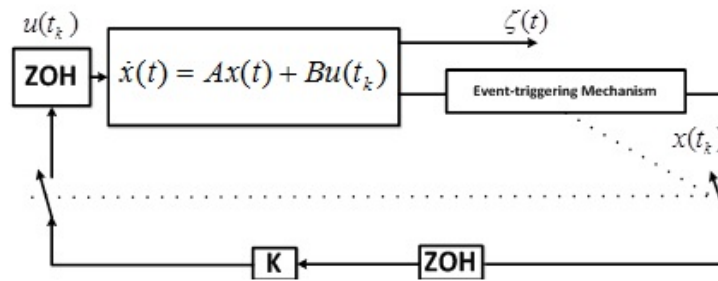 u(t_k)
ζ(t)
ZOH
ẋ(t) = Ax(t) + Bu(t_k)
Event-triggering Mechanism
x(t_k)
K
ZOH